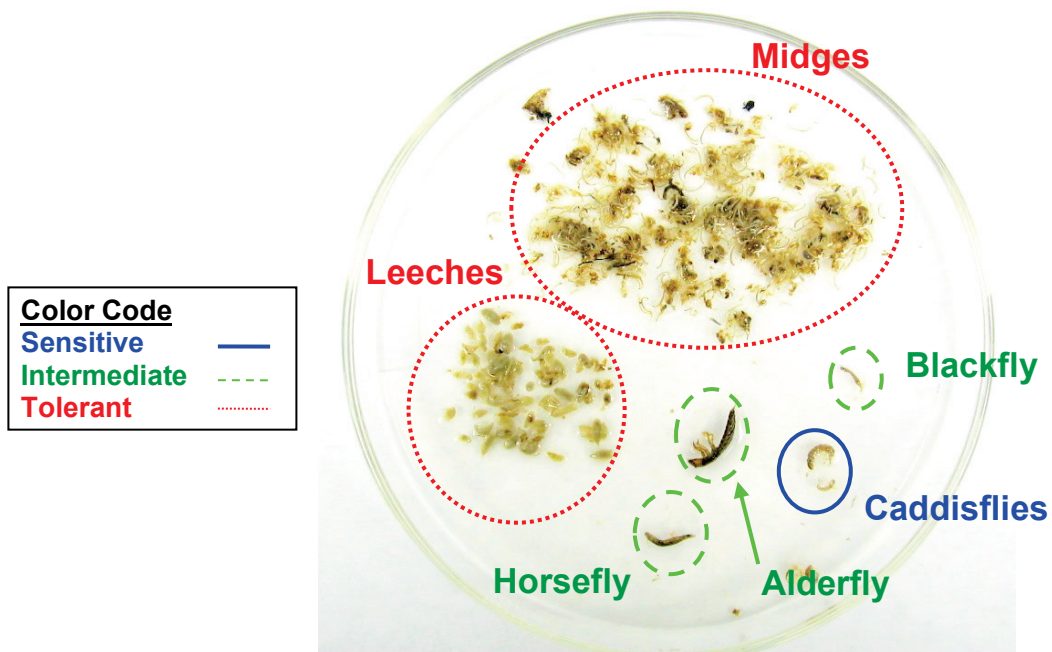 Midges
Leeches
Color Code
Sensitive
Intermediate
Tolerant
Blackfly
Caddisflies
Horsefly
Alderfly